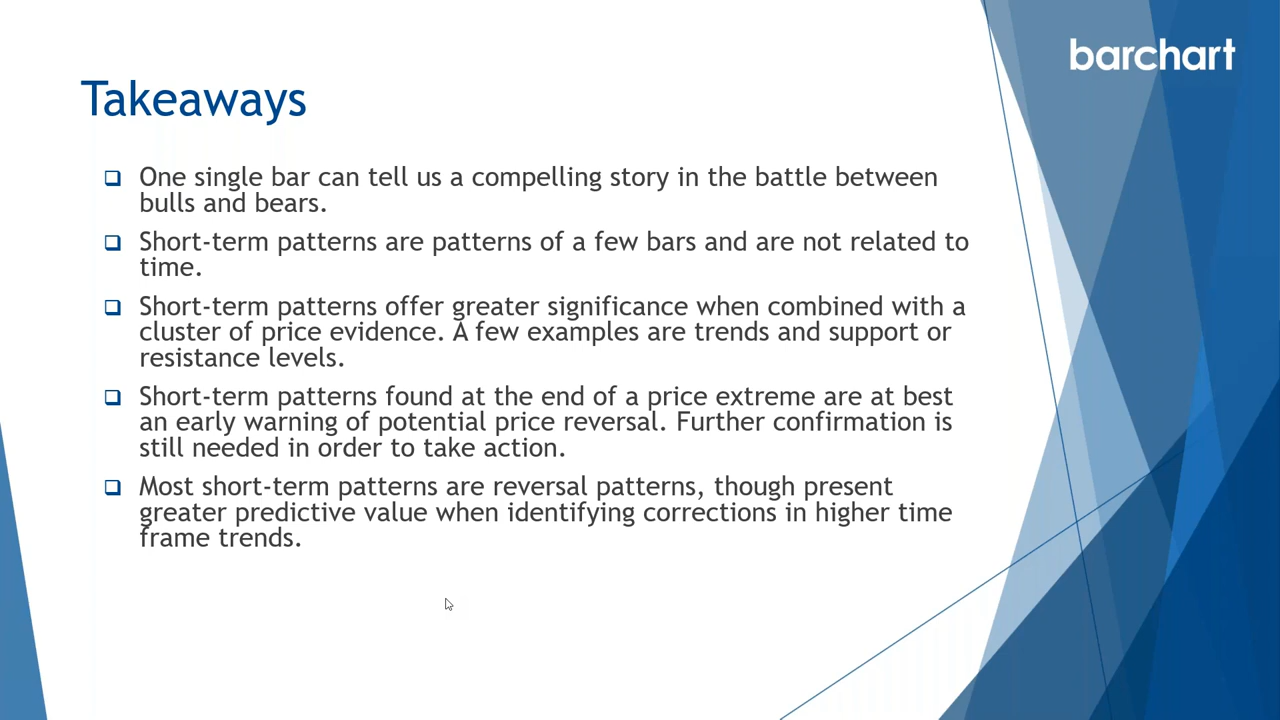 barchart
Takeaways
One single bar can tell us a compelling story in the battle between
bulls and bears.
Short-term patterns are patterns of a few bars and are not related to
time.
Short-term patterns offer greater significance when combined with a
cluster of price evidence. A few examples are trends and support or
resistance levels.
Short-term patterns found at the end of a price extreme are at best
an early warning of potential price reversal. Further confirmation is
still needed in order to take action.
Most short-term patterns are reversal patterns, though present
greater predictive value when identifying corrections in higher time
frame trends.